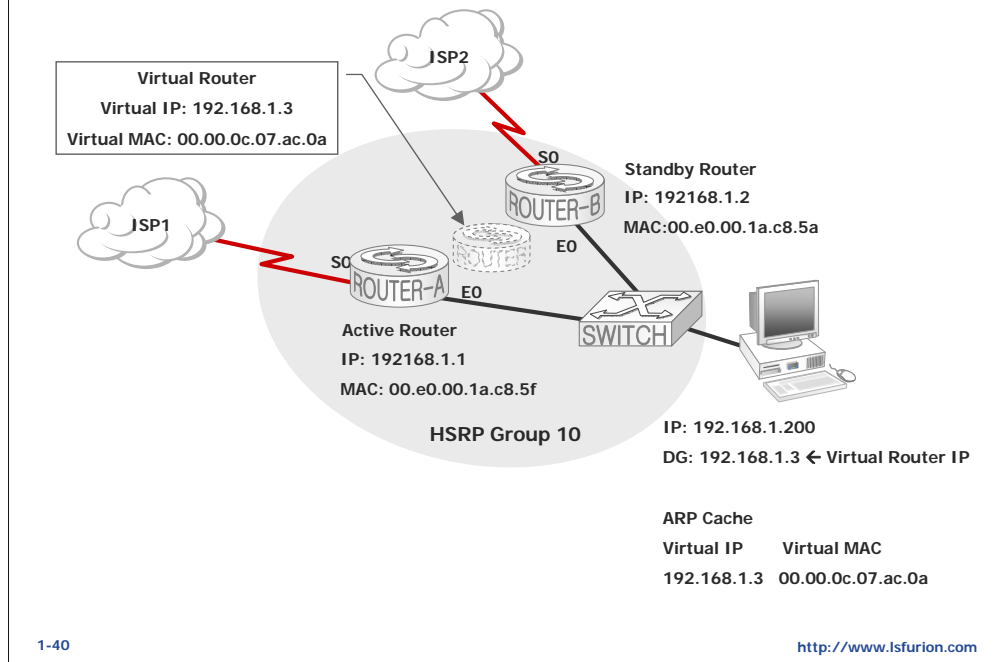 ISP2
Virtual Router
Virtual IP: 192.168.1.3
Virtual MAC: 00.00.0c.07.ac.0a
S0
Standby Router
IP: 192168.1.2
MAC:00.e0.00.1a.c8.5a
ROUTER-B
ISP1
ROUTER
E0
S0
ROUTER-A
E0
SWITCH
Active Router
IP: 192168.1.1
MAC: 00.e0.00.1a.c8.5f
HSRP Group 10
IP: 192.168.1.200
DG: 192.168.1.3 ← Virtual Router IP
ARP Cache
Virtual IP Virtual MAC
192.168.1.3 00.00.0c.07.ac.0a
1-40
http://www.lsfurion.com